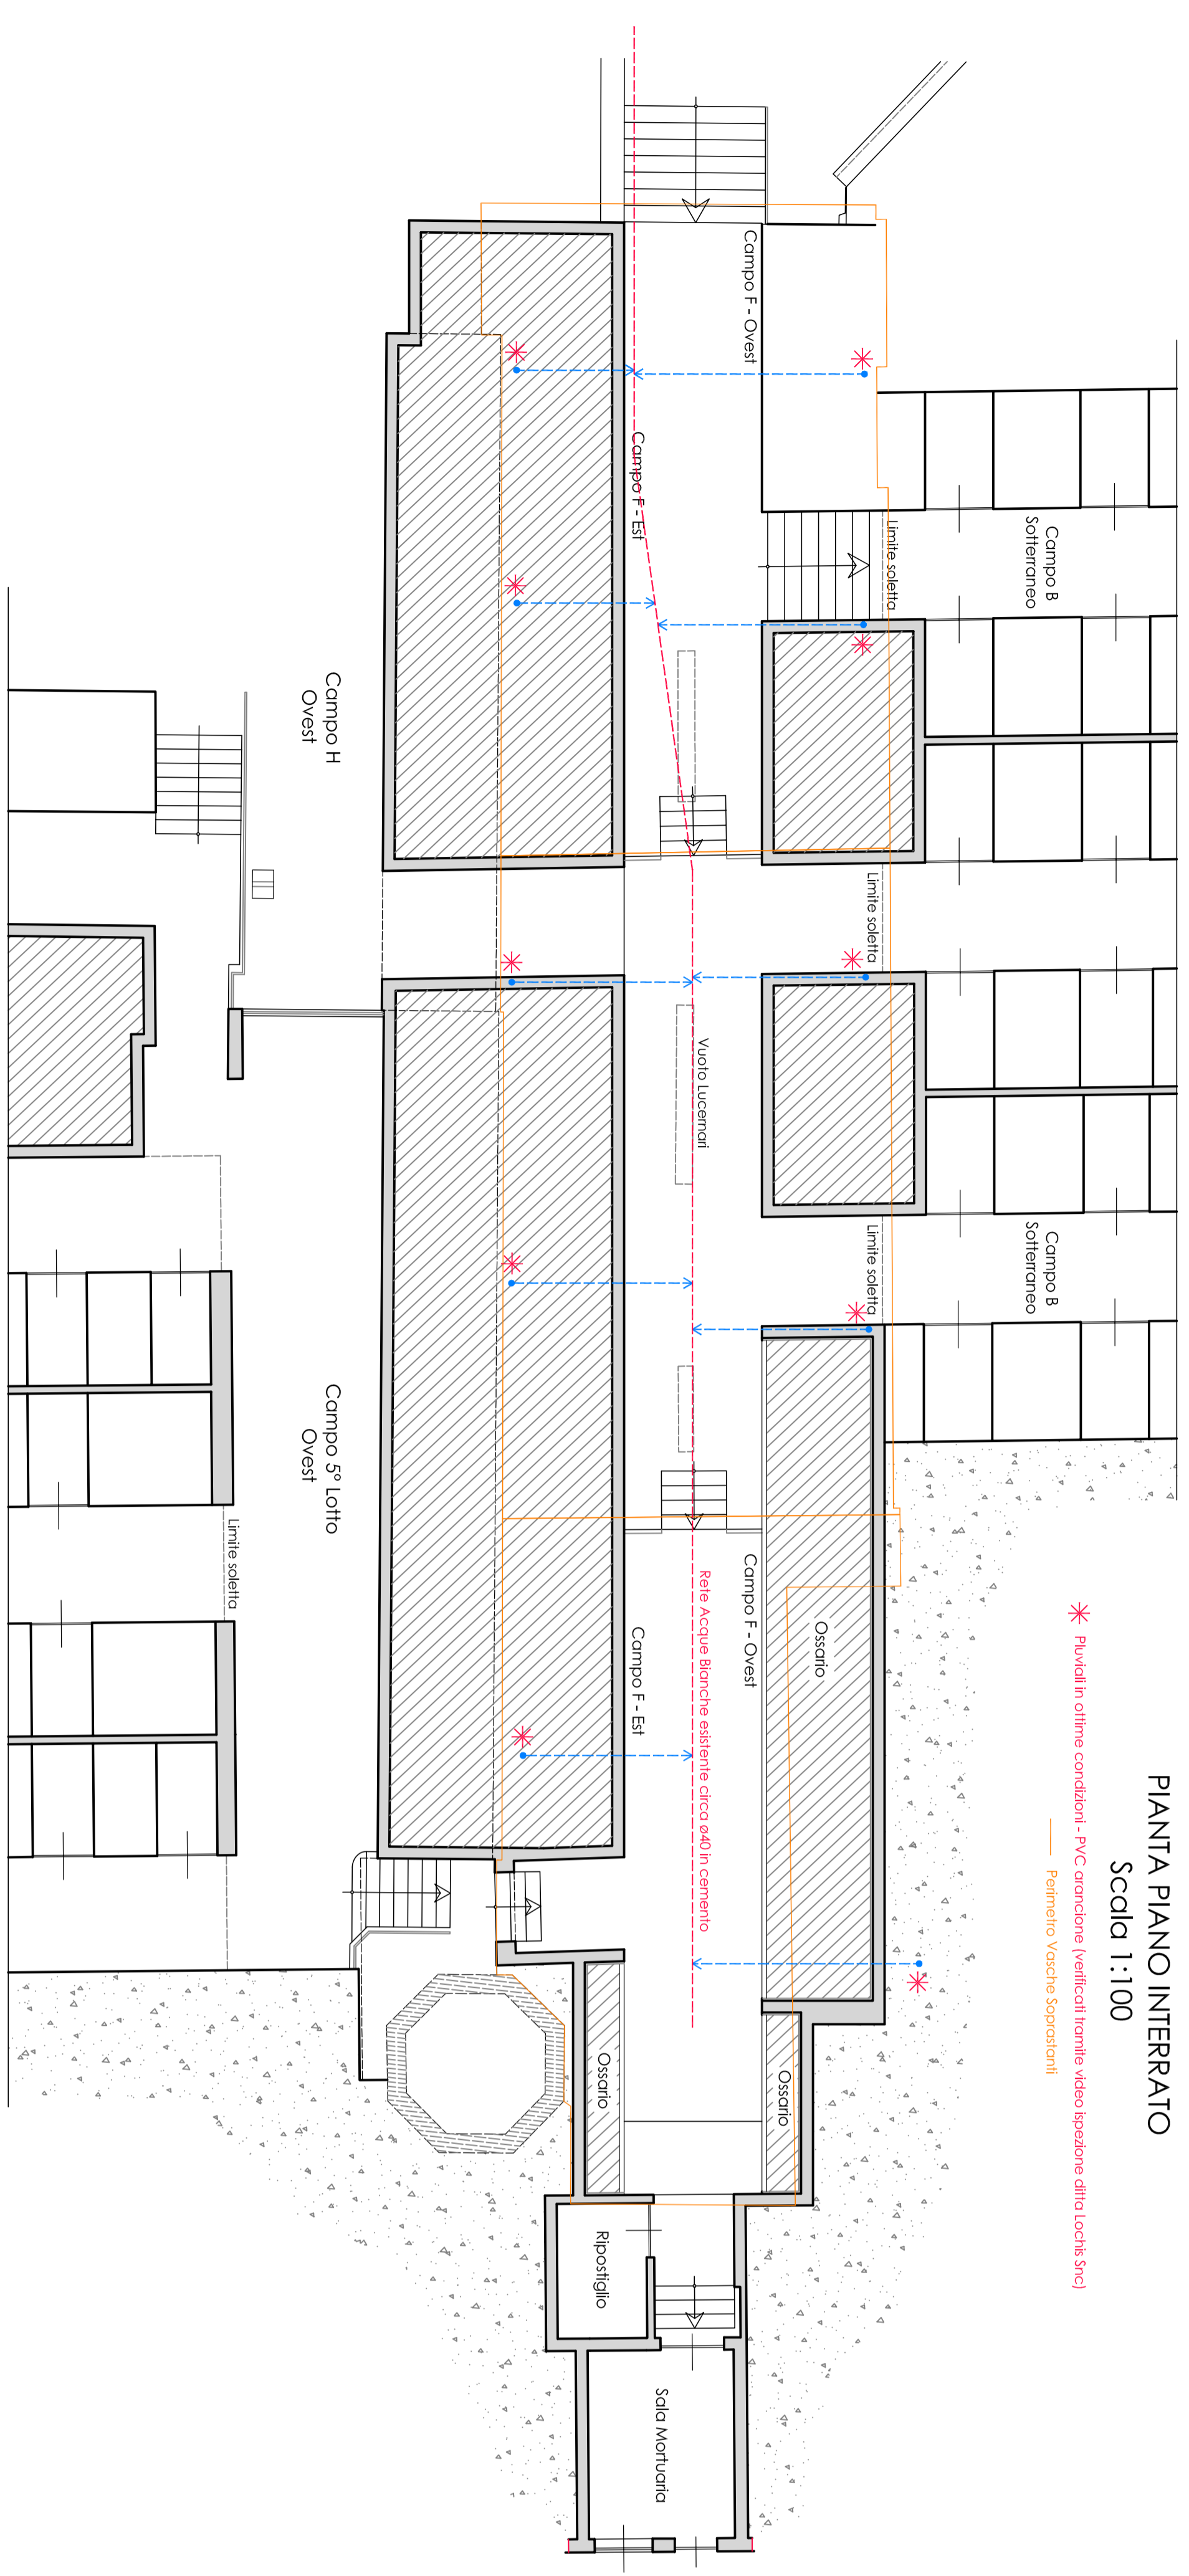 PIANTA PIANO INTERRATO
Scala 1:100
Pluviali in ottime condizioni - PVC arancione (verificati tramite video ispezione ditta Lochis Snc)
Perimetro Vasche Soprastanti
Campo B
Sotterraneo
Campo B
Sotterraneo
Limite soletta
Limite soletta
Limite soletta
Ossario
Ossario
Campo F - Ovest
Campo F - Ovest
Vuoto Lucernari
Rete Acque Bianche esistente circa ø40 in cemento
Sala Mortuaria
Campo F - Est
Campo F - Est
Ossario
Ripostiglio
Campo H
Ovest
Campo 5° Lotto
Ovest
Limite soletta